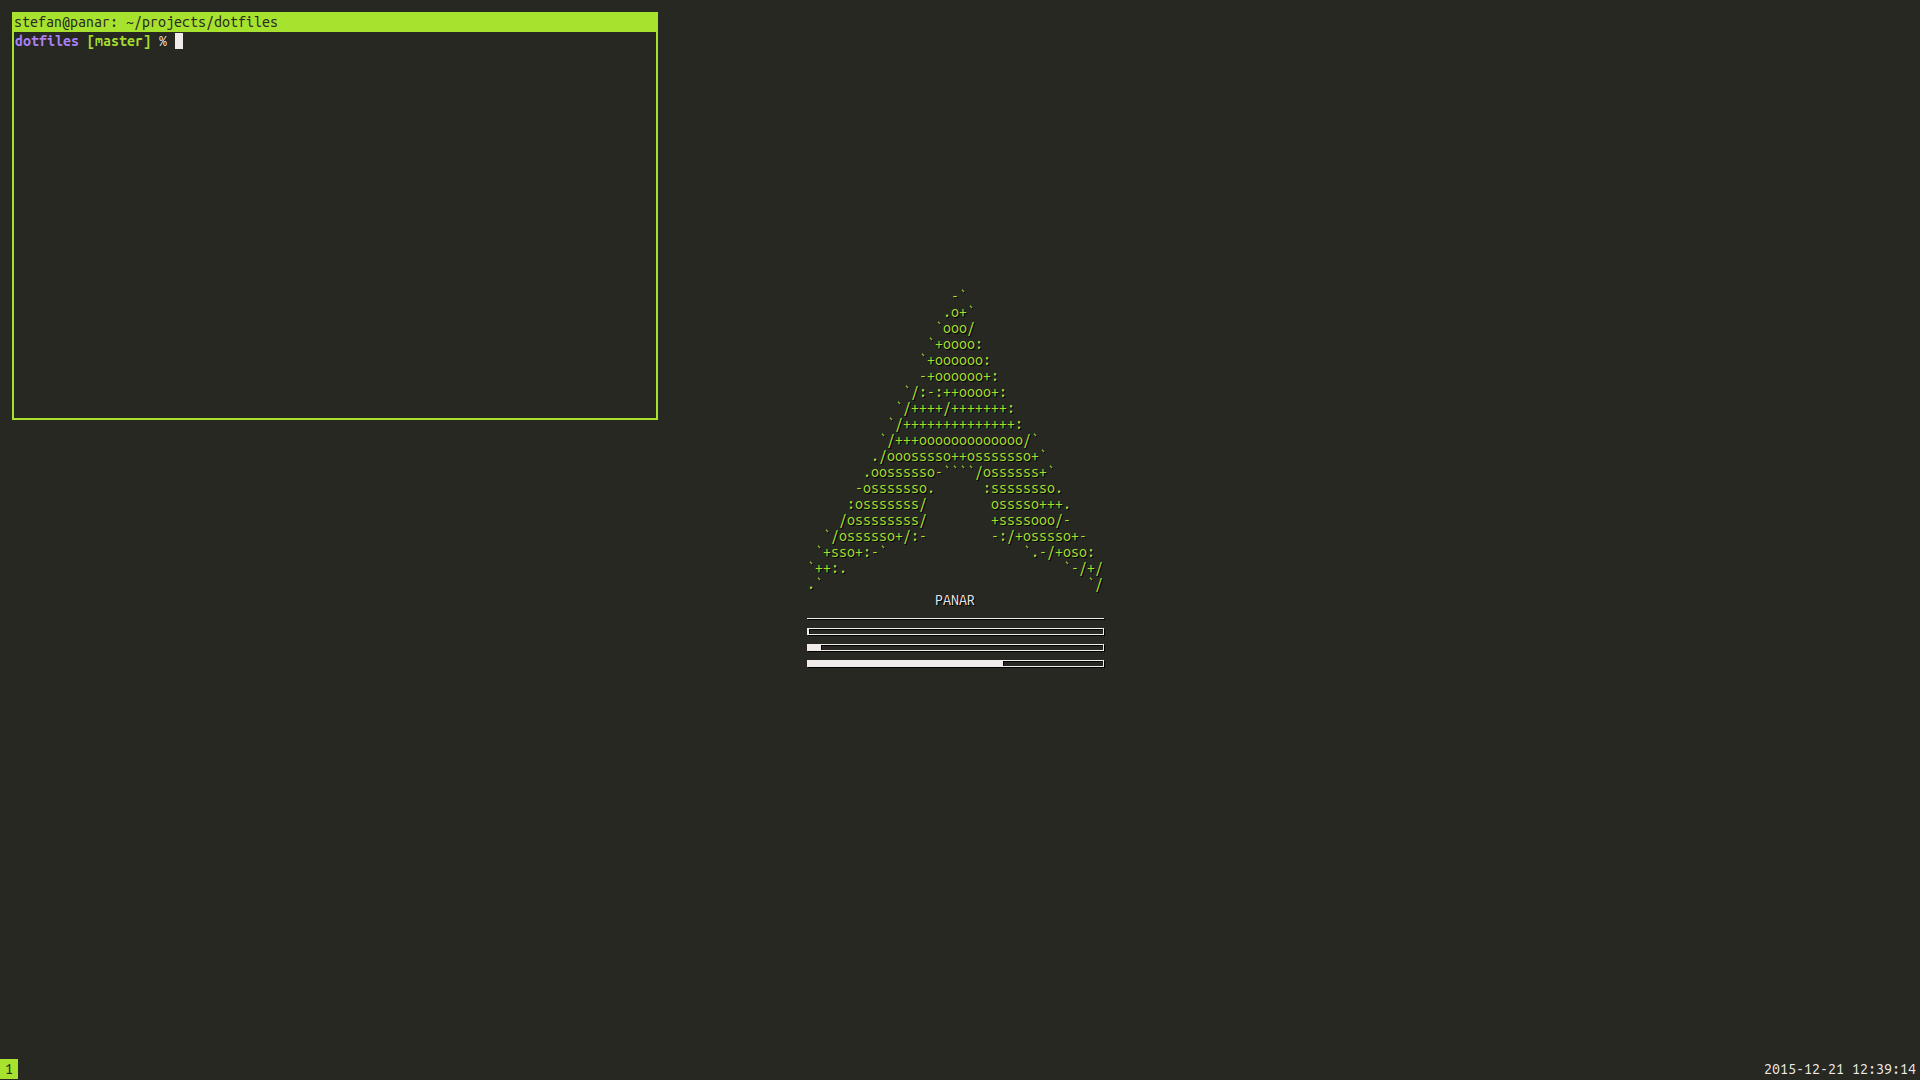 stefan@panar: ~/projects/dotfiles
dotfiles [master] %
                  -`
                 .o+`
                `ooo/
               `+oooo:
              `+oooooo:
              -+oooooo+:
            `/:-:++oooo+:
           `/++++/+++++++:
          `/++++++++++++++:
         `/+++ooooooooooooo/`
        ./ooosssso++osssssso+`
       .oossssso-````/ossssss+`
      -osssssso.      :ssssssso.
     :osssssss/        osssso+++.
    /ossssssss/        +ssssooo/-
  `/ossssso+/:-        -:/+osssso+-
 `+sso+:-`                 `.-/+oso:
`++:.                           `-/+/
.`                                 `/
PANAR
1
2015-12-21 12:39:14